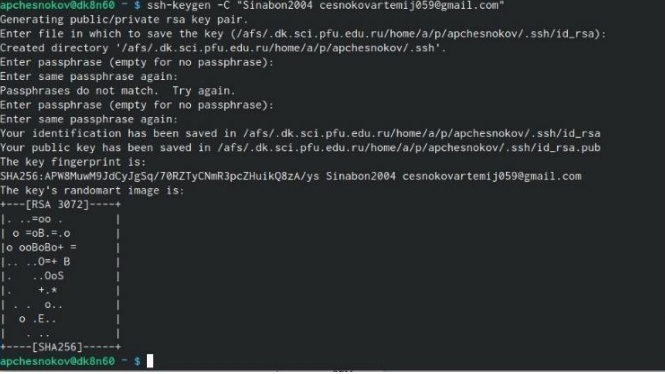 apchesnokov@dk8n60 ~ $ ssh-keygen -C "Sinabon2004 cesnokovartemij059@gmail.com"
Generating public/private rsa key pair.
Enter file in which to save the key (/afs/.dk.sci.pfu.edu.ru/home/a/p/apchesnokov/.ssh/id_rsa):
Created directory '/afs/.dk.sci.pfu.edu.ru/home/a/p/apchesnokov/.ssh'.
Enter passphrase (empty for no passphrase):
Enter same passphrase again:
Passphrases do not match.  Try again.
Enter passphrase (empty for no passphrase):
Enter same passphrase again:
Your identification has been saved in /afs/.dk.sci.pfu.edu.ru/home/a/p/apchesnokov/.ssh/id_rsa
Your public key has been saved in /afs/.dk.sci.pfu.edu.ru/home/a/p/apchesnokov/.ssh/id_rsa.pub
The key fingerprint is:
SHA256:APW8MuwM9JdCyJgSq/70RZTyCNmR3pcZHuikQ8zA/ys Sinabon2004 cesnokovartemij059@gmail.com
The key's randomart image is:
+---[RSA 3072]----+
|. ..=oo .        |
| o =oB.=.o       |
|o ooBoBo+ =      |
|.. ..O=+ B       |
|.   ..OoS        |
|.    +.*         |
| . .  o..        |
|  o .E..         |
|   . ..          |
+----[SHA256]-----+
apchesnokov@dk8n60 ~ $